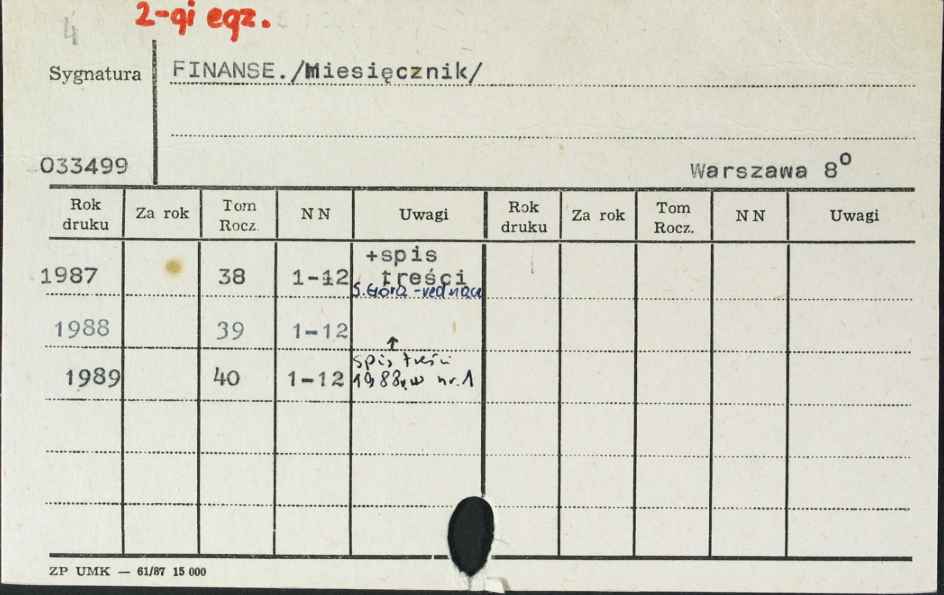 4
2-gi egz.
Sygnatura
FINANSE./Miesięcznik/
033499
Warszawa 8°
Rok druku Za rok Tom Rocz. NN Uwagi Rok druku Za rok Tom Rocz. NN Uwagi
+spis
1987 38 1-12 treści
S. Góra
1988 39 1-12
↑
spis treści
1989 40 1-12 1988r. w nr. 1
ZP UMK — 61/87 15 000